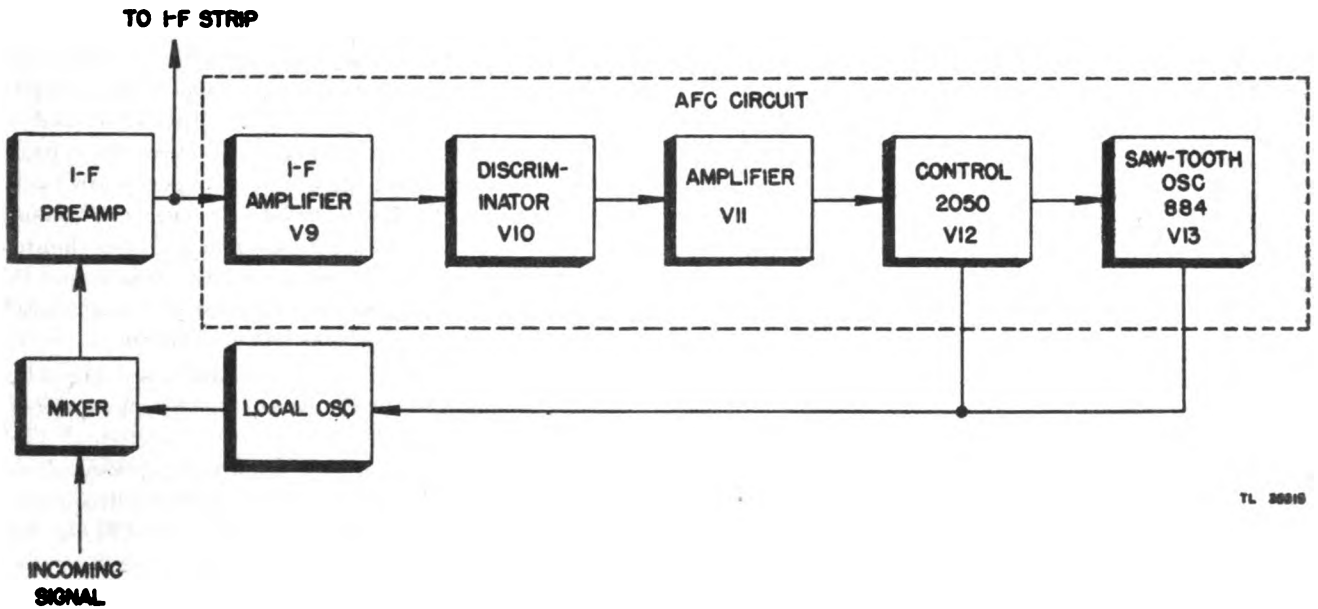 TO I-F STRIP
AFC CIRCUIT
I-F
PREAMP
I-F
AMPLIFIER
V9
DISCRIM-
INATOR
V10
AMPLIFIER
V11
CONTROL
2050
V12
SAW-TOOTH
OSC
884
V13
MIXER
LOCAL OSC
TL
INCOMING
SIGNAL